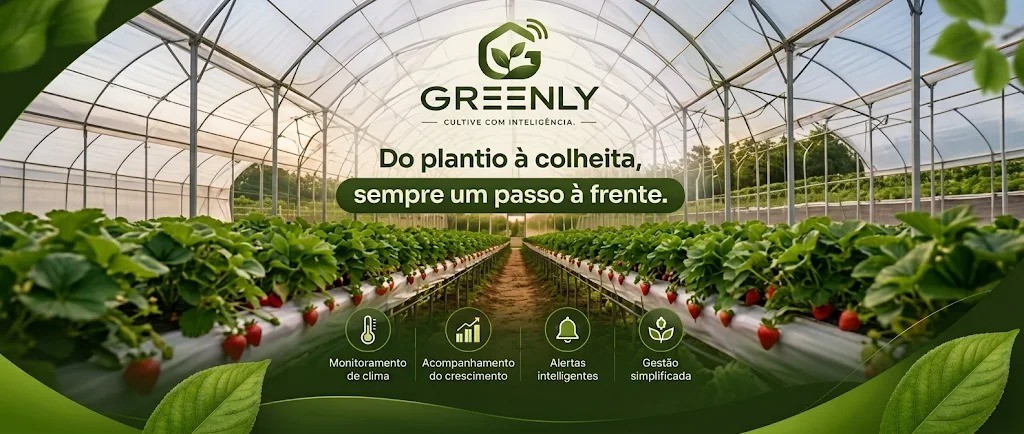 GREENLY
CULTIVE COM INTELIGÊNCIA.
Do plantio à colheita,
sempre um passo à frente.
Monitoramento
de clima
Acompanhamento
do crescimento
Alertas
inteligentes
Gestão
simplificada